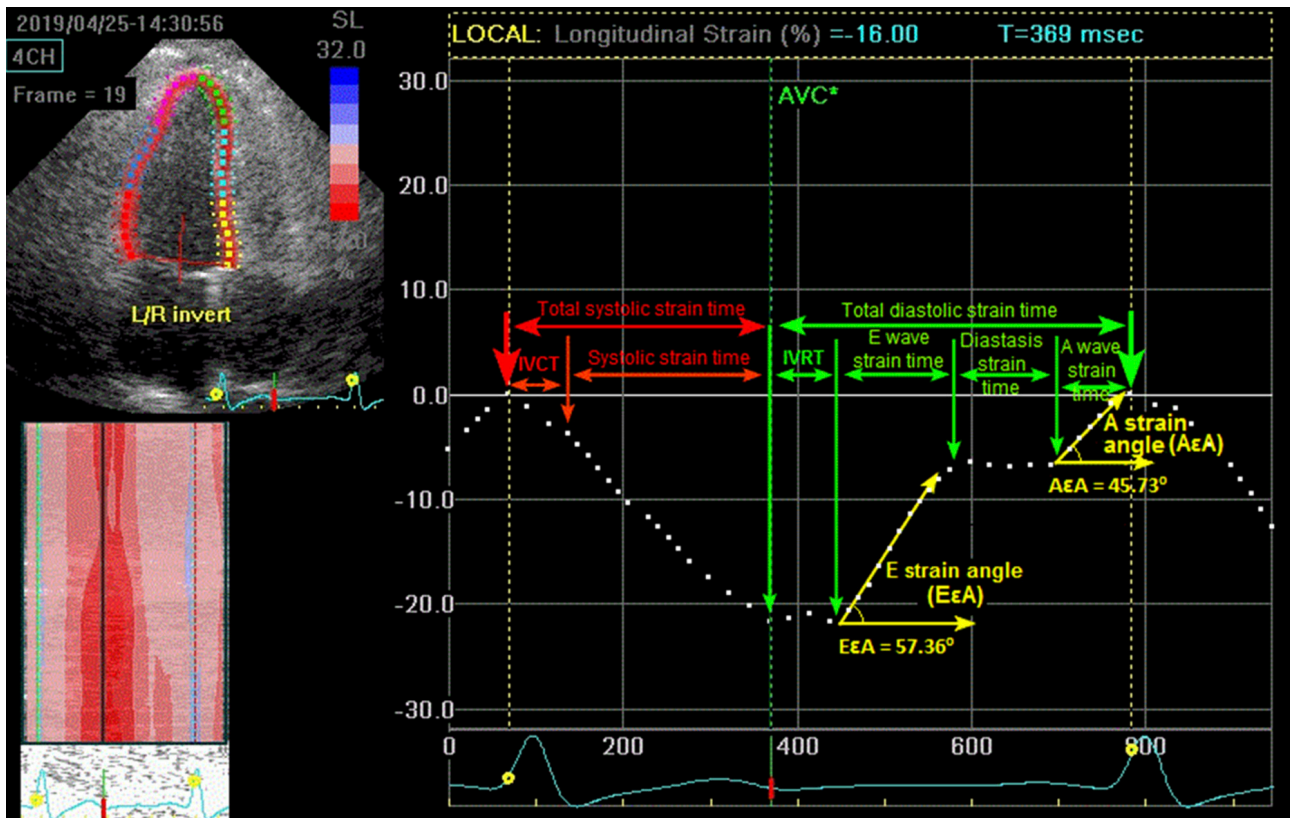 2019/04/25-14:30:56
SL
32.0
4CH
Frame = 19
%
L/R invert
LOCAL: Longitudinal Strain (%) =-16.00 T=369 msec
AVC*
30.0
20.0
10.0
0.0
-10.0
-20.0
-30.0
Total systolic strain time
Total diastolic strain time
IVCT
Systolic strain time
IVRT
E wave
strain time
Diastasis
strain
time
A wave
strain
time
A strain
angle (AεA)
AεA = 45.73º
E strain angle
(EεA)
EεA = 57.36º
0 200 400 600 800